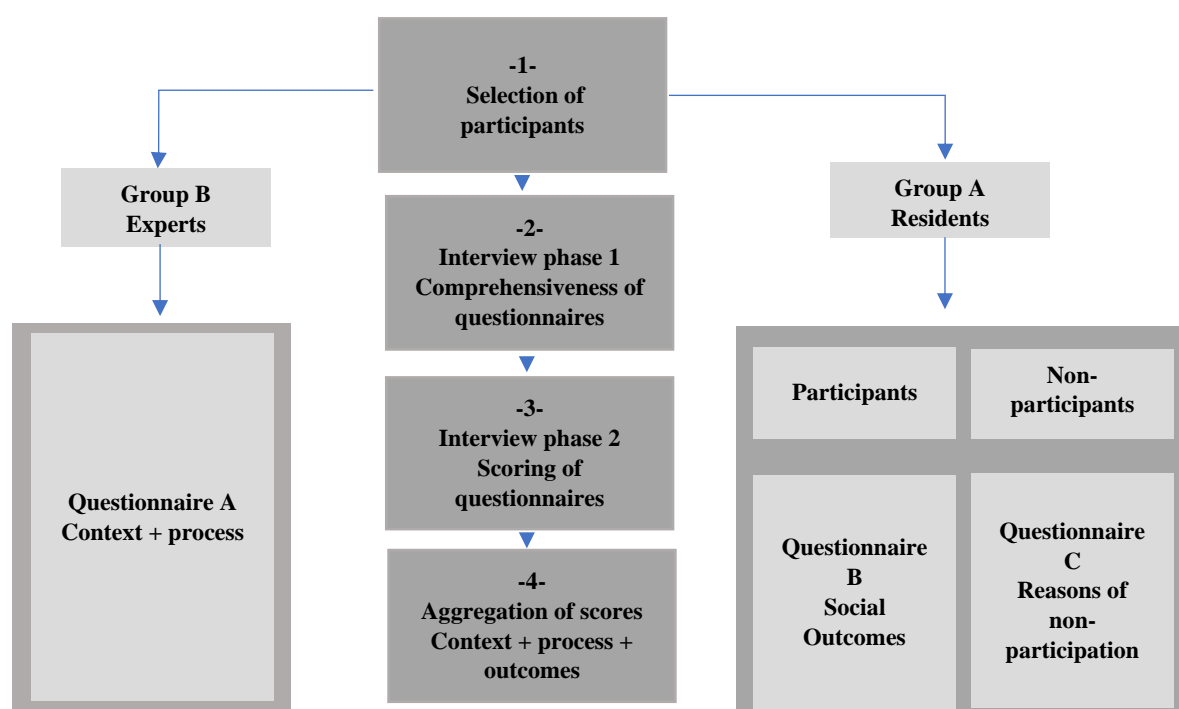 -1-
Selection of
participants
Group B
Experts
Group A
Residents
-2-
Interview phase 1
Comprehensiveness of
questionnaires
-3-
Interview phase 2
Scoring of
questionnaires
-4-
Aggregation of scores
Context + process +
outcomes
Questionnaire A
Context + process
Participants
Non-
participants
Questionnaire
B
Social
Outcomes
Questionnaire
C
Reasons of
non-
participation